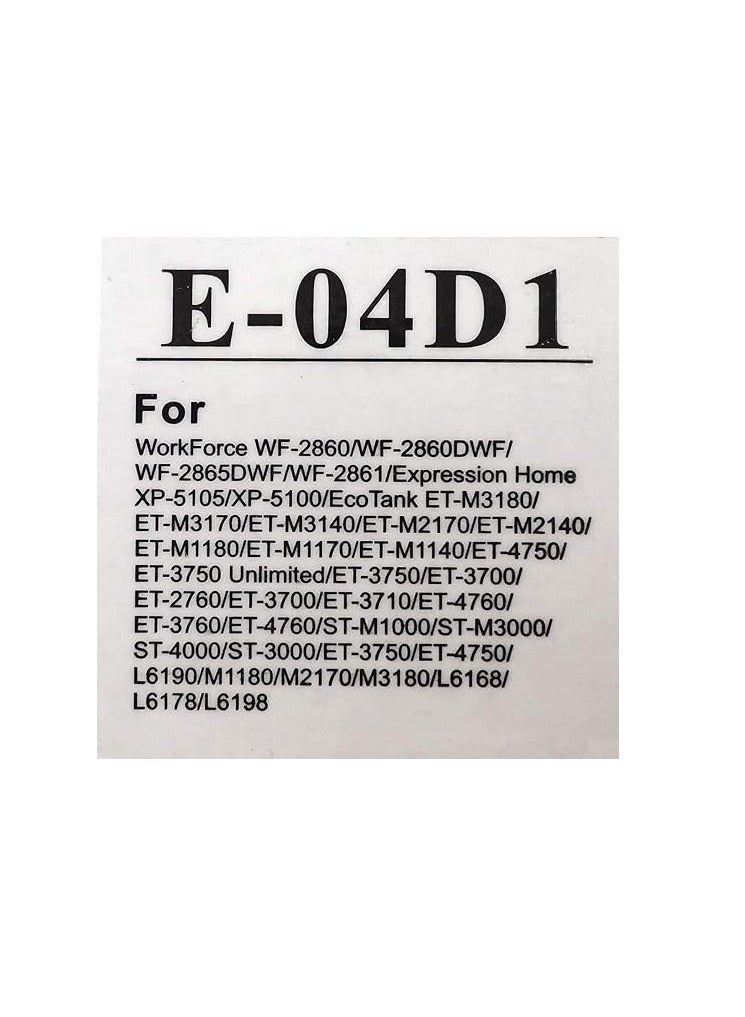 E-04D1
For
WorkForce WF-2860/WF-2860DWF/
WF-2865DWF/WF-2861/Expression Home
XP-5105/XP-5100/EcoTank ET-M3180/
ET-M3170/ET-M3140/ET-M2170/ET-M2140/
ET-M1180/ET-M1170/ET-M1140/ET-4750/
ET-3750 Unlimited/ET-3750/ET-3700/
ET-2760/ET-3700/ET-3710/ET-4760/
ET-3760/ET-4760/ST-M1000/ST-M3000/
ST-4000/ST-3000/ET-3750/ET-4750/
L6190/M1180/M2170/M3180/L6168/
L6178/L6198